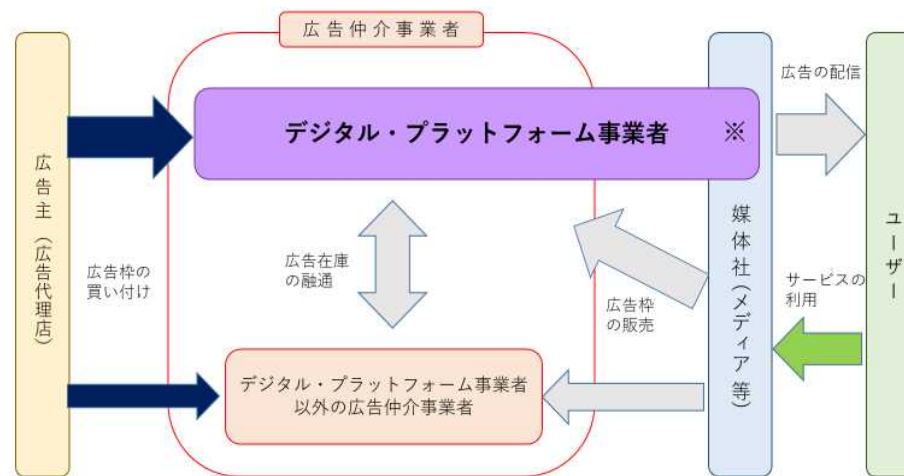 広告仲介事業者
広告の配信
デジタル・プラットフォーム事業者 ※
広告主（広告代理店）
広告枠の
買い付け
広告在庫
の融通
広告枠
の販売
媒体社（メディア等）
サービスの
利用
ユーザー
デジタル・プラットフォーム事業者
以外の広告仲介事業者